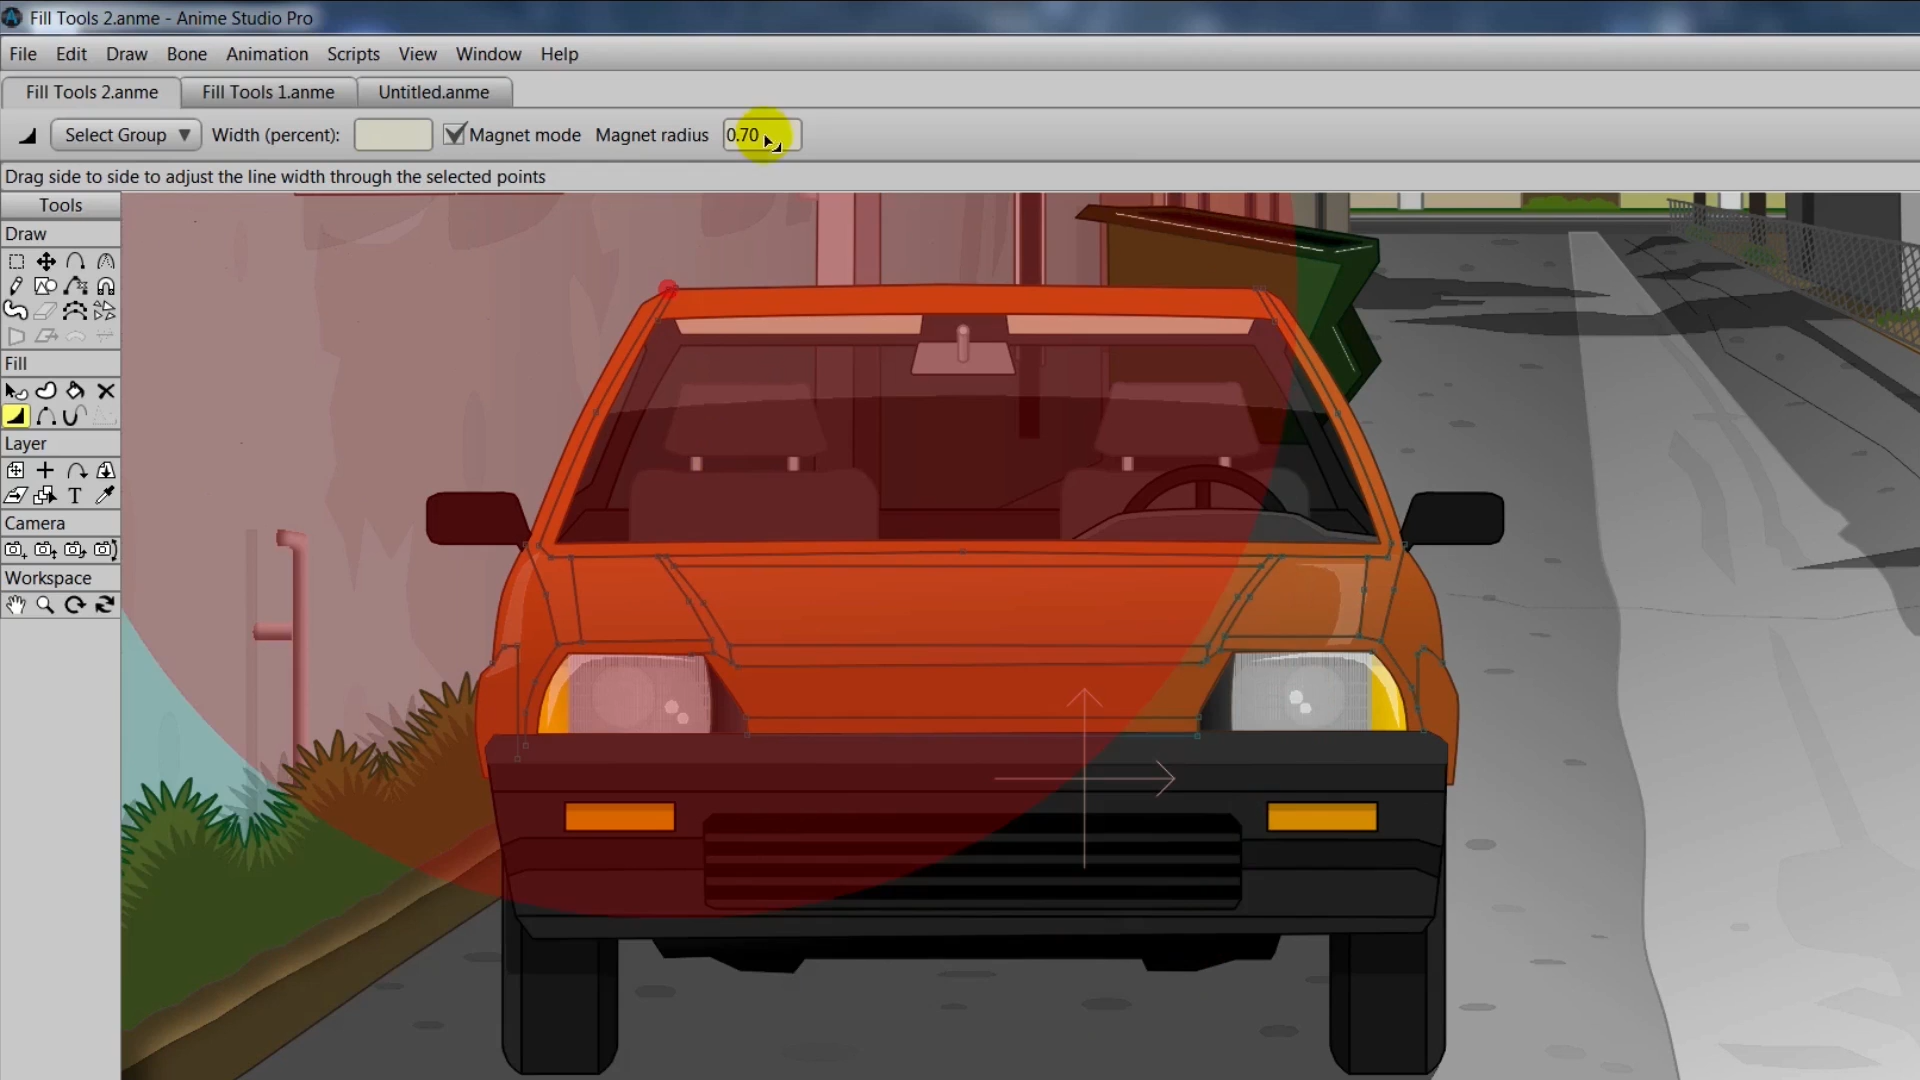 Fill Tools 2.anme - Anime Studio Pro
File Edit Draw Bone Animation Scripts View Window Help
Fill Tools 2.anme Fill Tools 1.anme Untitled.anme
Select Group Width (percent): Magnet mode Magnet radius 0.70
Drag side to side to adjust the line width through the selected points
Tools
Draw
Fill
Layer
T
Camera
Workspace